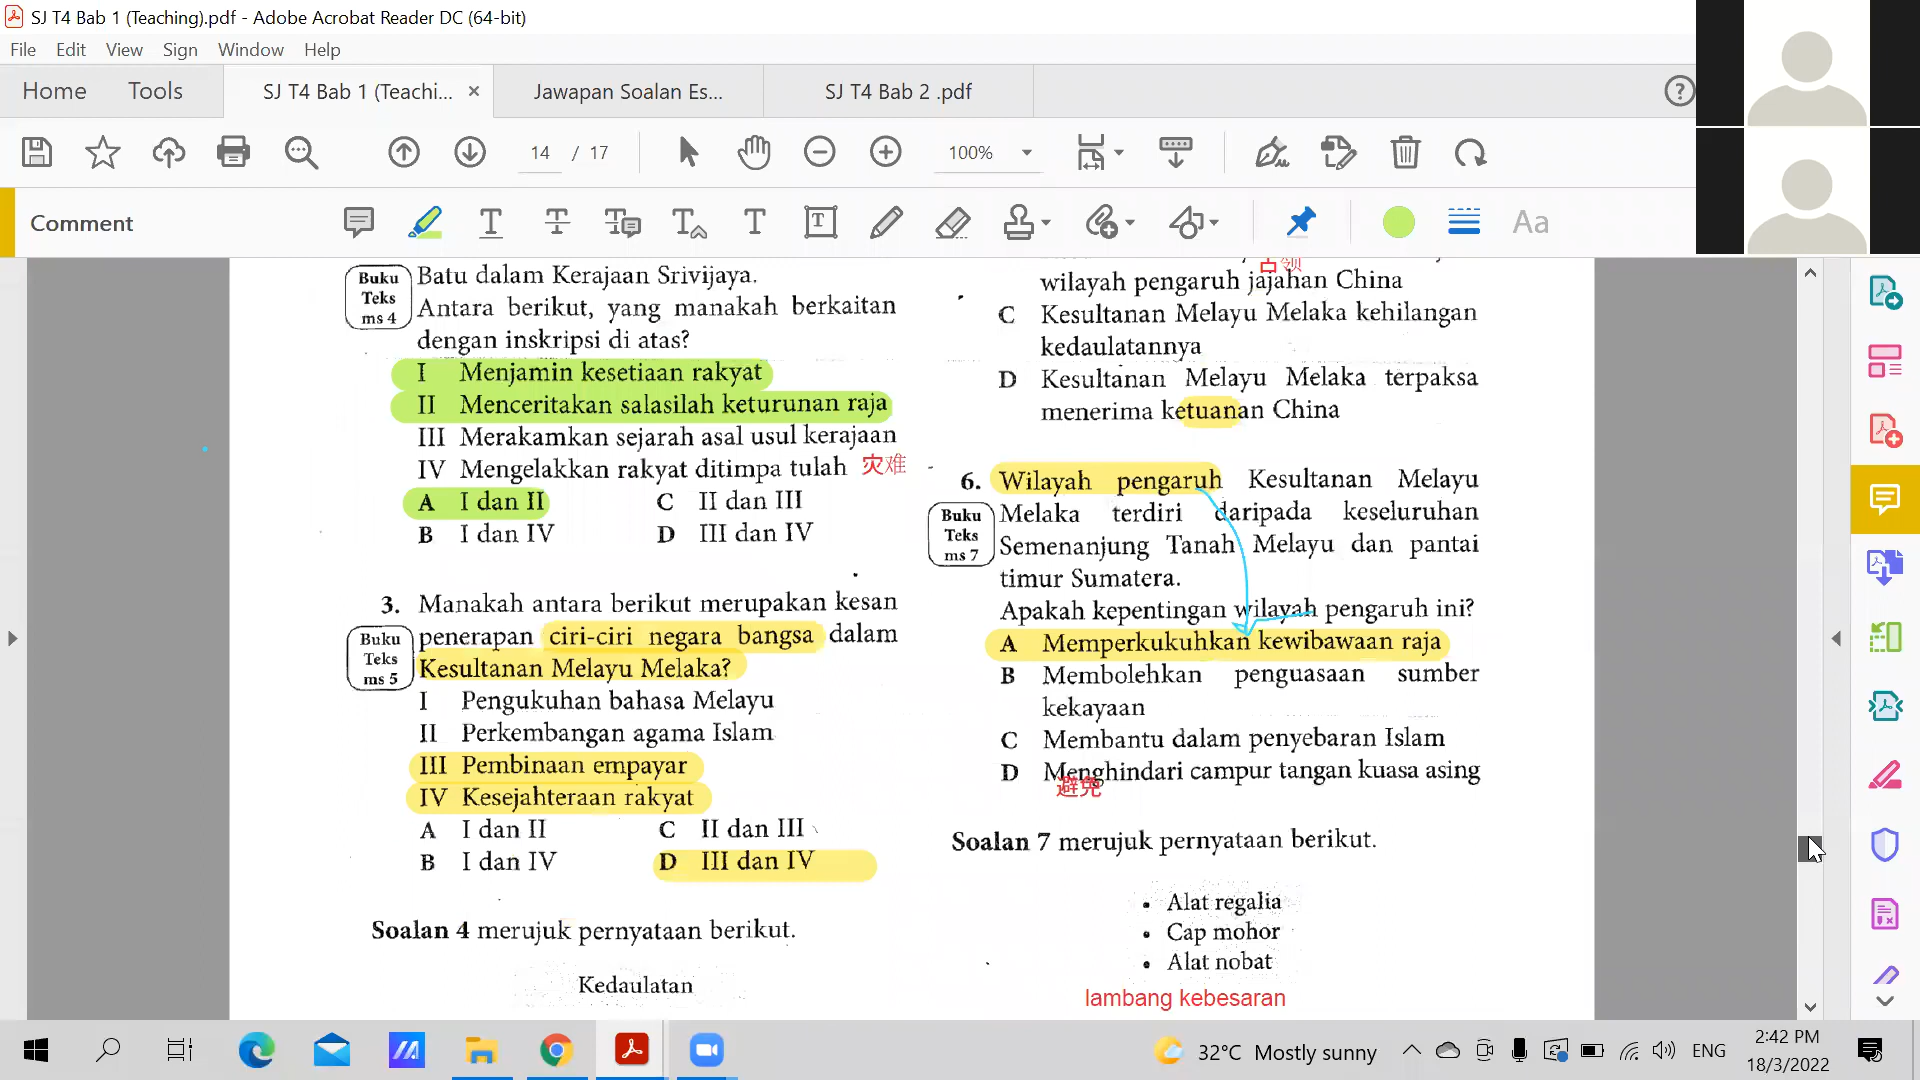 SJ T4 Bab 1 (Teaching).pdf - Adobe Acrobat Reader DC (64-bit)
File Edit View Sign Window Help
Home Tools SJ T4 Bab 1 (Teachi... × Jawapan Soalan Es... SJ T4 Bab 2 .pdf
14 / 17 100%
Comment Aa
Buku Teks ms 4
Batu dalam Kerajaan Srivijaya.
Antara berikut, yang manakah berkaitan
dengan inskripsi di atas?
I Menjamin kesetiaan rakyat
II Menceritakan salasilah keturunan raja
III Merakamkan sejarah asal usul kerajaan
IV Mengelakkan rakyat ditimpa tulah 灾难
A I dan II C II dan III
B I dan IV D III dan IV
3. Manakah antara berikut merupakan kesan
Buku Teks ms 5
penerapan ciri-ciri negara bangsa dalam
Kesultanan Melayu Melaka?
I Pengukuhan bahasa Melayu
II Perkembangan agama Islam
III Pembinaan empayar
IV Kesejahteraan rakyat
A I dan II C II dan III
B I dan IV D III dan IV
Soalan 4 merujuk pernyataan berikut.
Kedaulatan
占领
wilayah pengaruh jajahan China
C Kesultanan Melayu Melaka kehilangan
kedaulatannya
D Kesultanan Melayu Melaka terpaksa
menerima ketuanan China
6. Wilayah pengaruh Kesultanan Melayu
Buku Teks ms 7
Melaka terdiri daripada keseluruhan
Semenanjung Tanah Melayu dan pantai
timur Sumatera.
Apakah kepentingan wilayah pengaruh ini?
A Memperkukuhkan kewibawaan raja
B Membolehkan penguasaan sumber
kekayaan
C Membantu dalam penyebaran Islam
D Menghindari campur tangan kuasa asing
避免
Soalan 7 merujuk pernyataan berikut.
• Alat regalia
• Cap mohor
• Alat nobat
lambang kebesaran
32°C Mostly sunny ENG 2:42 PM
18/3/2022